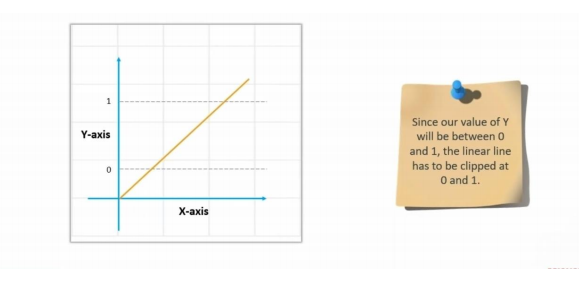 1
Y-axis
0
X-axis
Since our value of Y
will be between 0
and 1, the linear line
has to be clipped at
0 and 1.